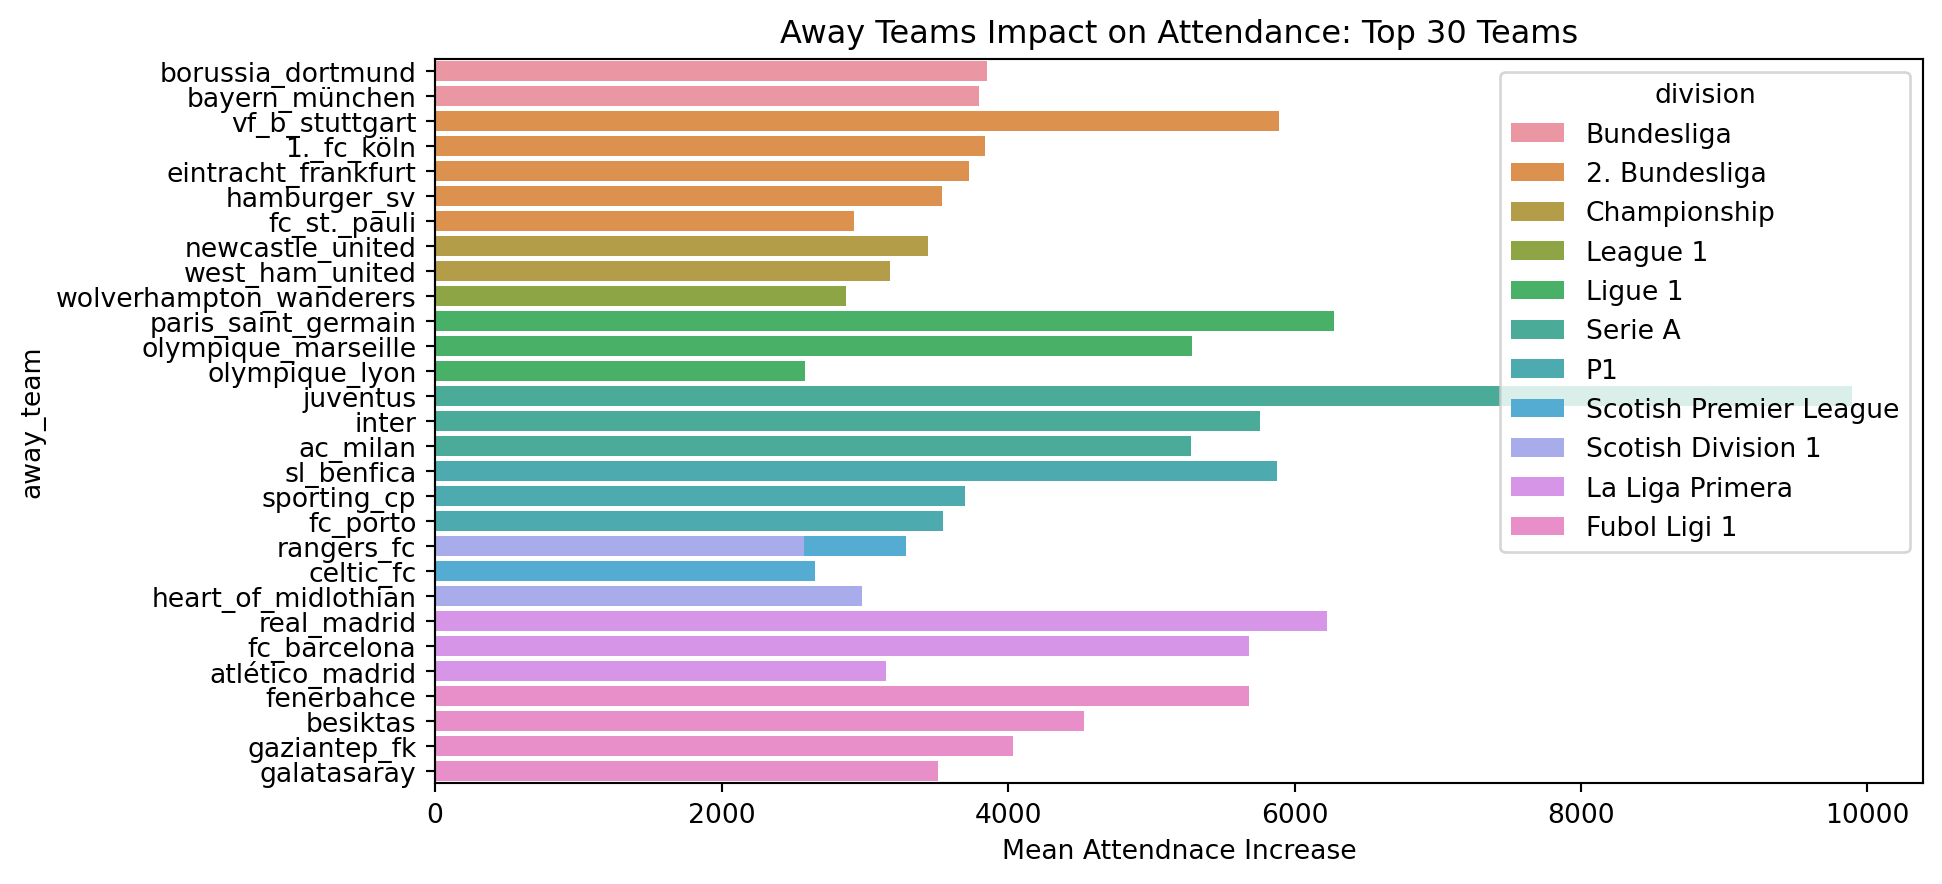 Away Teams Impact on Attendance: Top 30 Teams
away_team
borussia_dortmund
bayern_münchen
vf_b_stuttgart
1._fc_köln
eintracht_frankfurt
hamburger_sv
fc_st._pauli
newcastle_united
west_ham_united
wolverhampton_wanderers
paris_saint_germain
olympique_marseille
olympique_lyon
juventus
inter
ac_milan
sl_benfica
sporting_cp
fc_porto
rangers_fc
celtic_fc
heart_of_midlothian
real_madrid
fc_barcelona
atlético_madrid
fenerbahce
besiktas
gaziantep_fk
galatasaray
division
Bundesliga
2. Bundesliga
Championship
League 1
Ligue 1
Serie A
P1
Scotish Premier League
Scotish Division 1
La Liga Primera
Fubol Ligi 1
0 2000 4000 6000 8000 10000
Mean Attendnace Increase